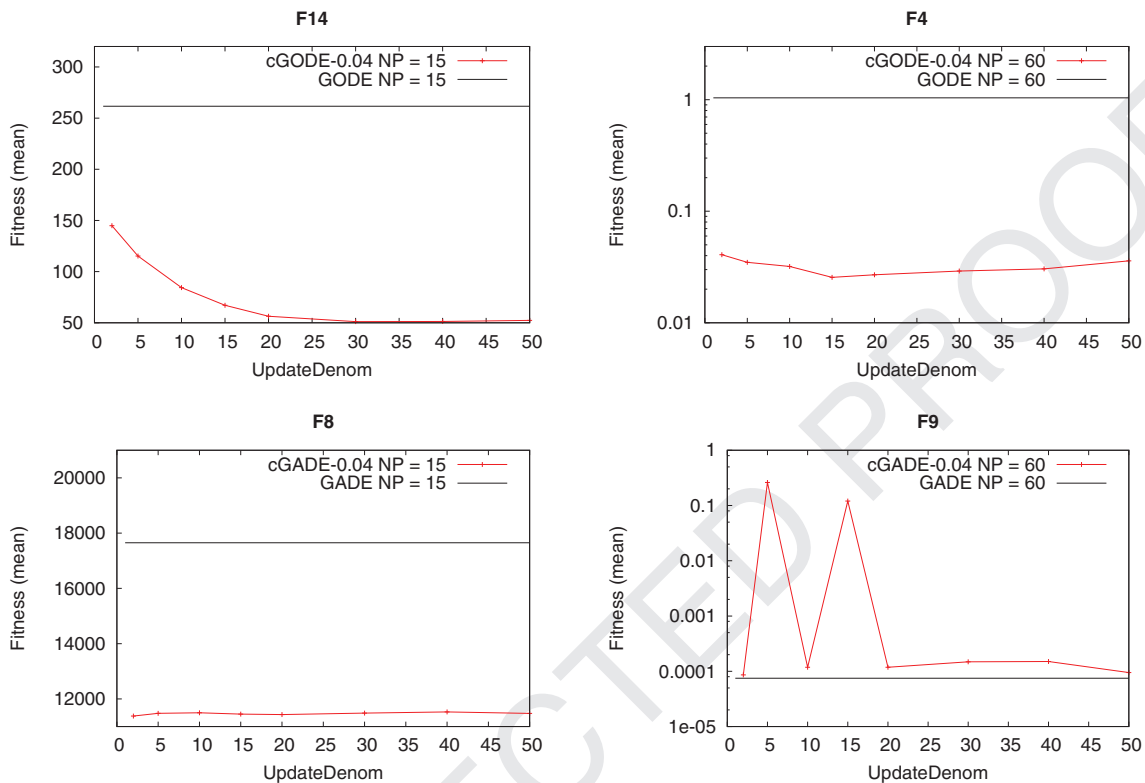 F14
cGODE-0.04 NP = 15
GODE NP = 15
Fitness (mean)
300
250
200
150
100
50
0 5 10 15 20 25 30 35 40 45 50
UpdateDenom
F4
cGODE-0.04 NP = 60
GODE NP = 60
Fitness (mean)
1
0.1
0.01
0 5 10 15 20 25 30 35 40 45 50
UpdateDenom
F8
cGADE-0.04 NP = 15
GADE NP = 15
Fitness (mean)
20000
18000
16000
14000
12000
0 5 10 15 20 25 30 35 40 45 50
UpdateDenom
F9
cGADE-0.04 NP = 60
GADE NP = 60
Fitness (mean)
1
0.1
0.01
0.001
0.0001
1e-05
0 5 10 15 20 25 30 35 40 45 50
UpdateDenom
CTED PROO